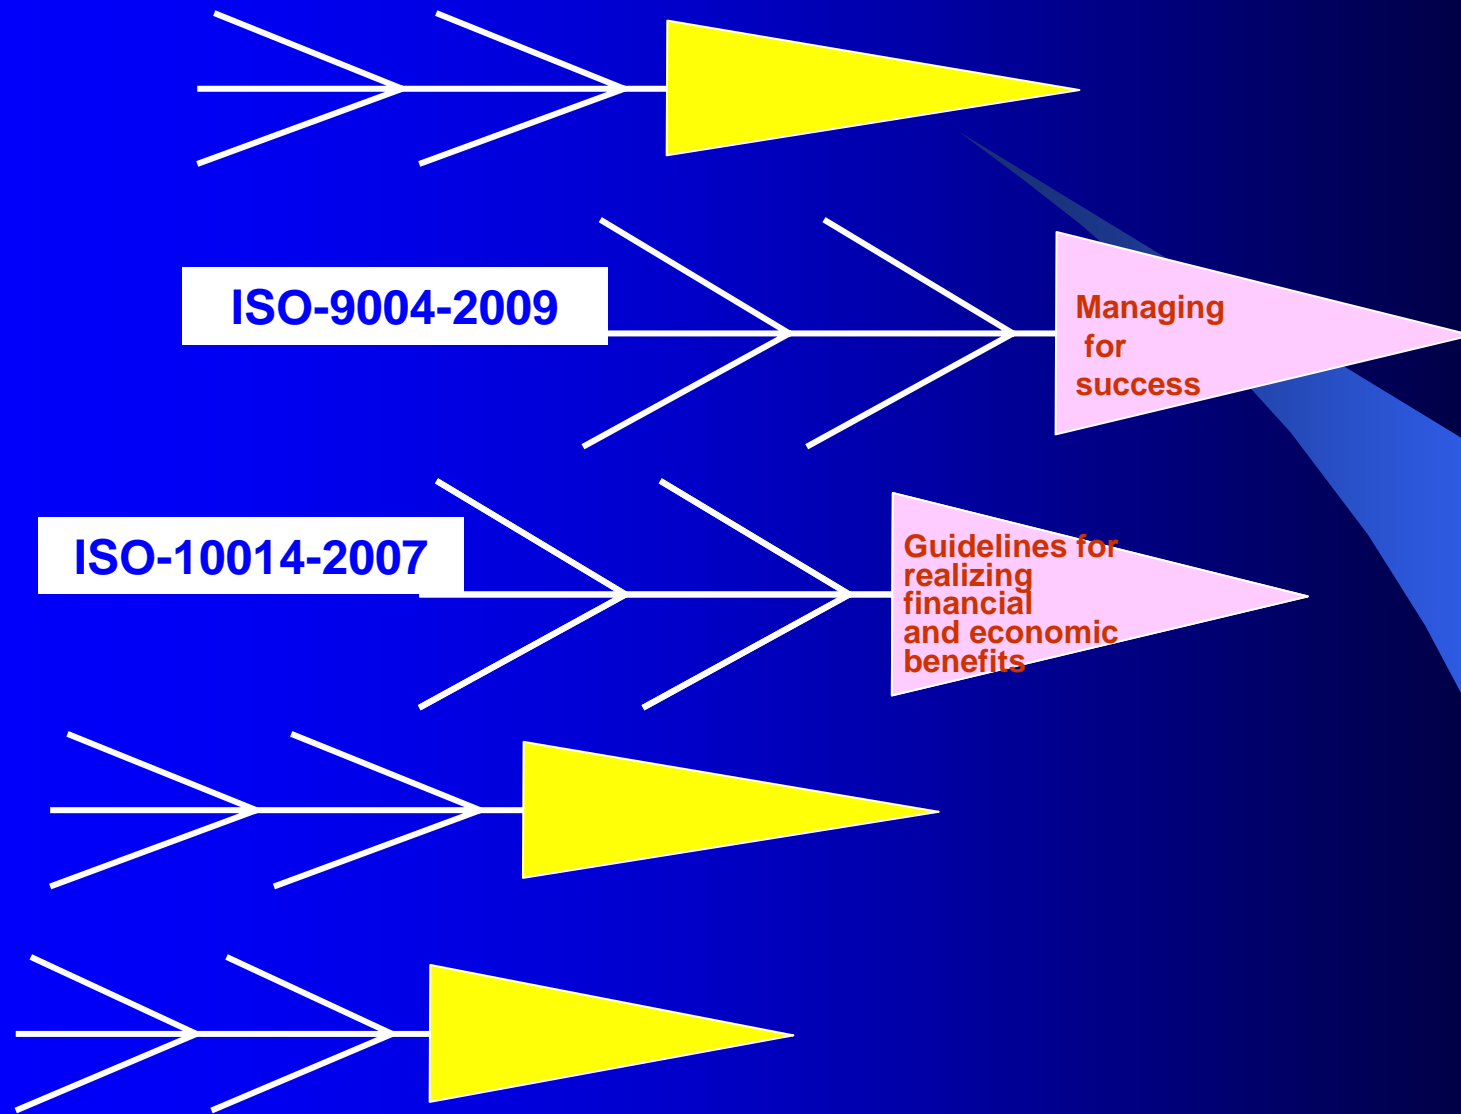 ISO-9004-2009
Managing
for
success
ISO-10014-2007
Guidelines for
realizing
financial
and economic
benefits